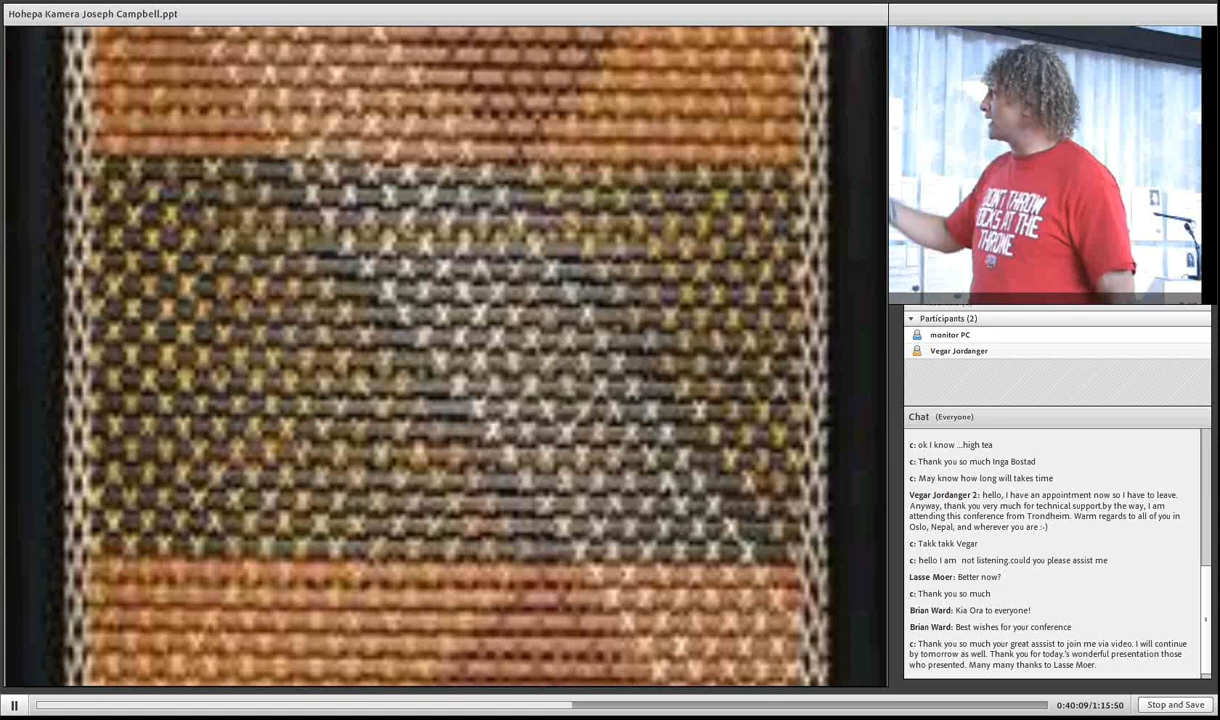 Hohepa Kamera Joseph Campbell.ppt
DON'T THROW
ROCKS AT THE
THRONE
Participants (2)
monitor PC
Vegar Jordanger
Chat (Everyone)
c: ok I know ...high tea
c: Thank you so much Inga Bostad
c: May know how long will takes time
Vegar Jordanger 2: hello, I have an appointment now so I have to leave.
Anyway, thank you very much for technical support.by the way, I am
attending this conference from Trondheim. Warm regards to all of you in
Oslo, Nepal, and wherever you are :-)
c: Takk takk Vegar
c: hello I am not listening.could you please assist me
Lasse Moer: Better now?
c: Thank you so much
Brian Ward: Kia Ora to everyone!
Brian Ward: Best wishes for your conference
c: Thank you so much your great asssist to join me via video. I will continue
by tomorrow as well. Thank you for today.'s wonderful presentation those
who presented. Many many thanks to Lasse Moer.
0:40:09/1:15:50
Stop and Save